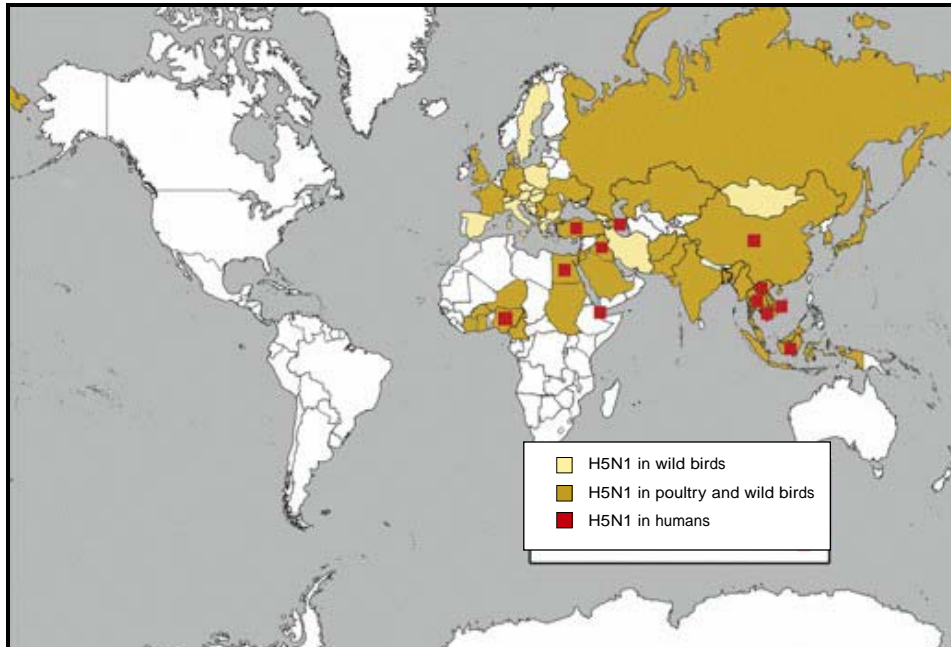 H5N1 in wild birds
H5N1 in poultry and wild birds
H5N1 in humans